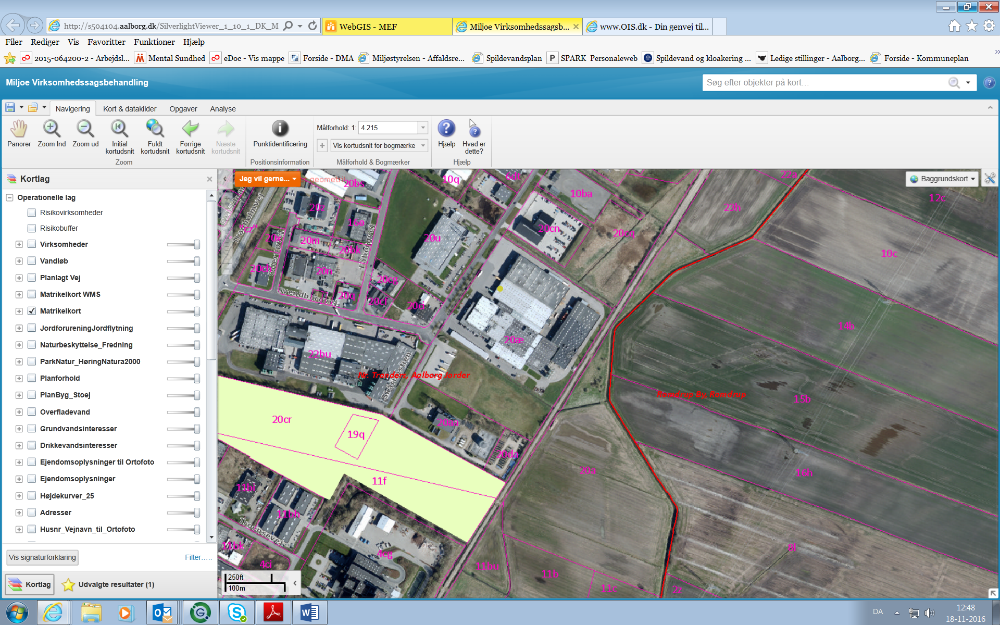 http://s504104.aalborg.dk/SilverlightViewer_1_10_1_DK_M
WebGIS - MEF
Miljoe Virksomhedssagsb...
www.OIS.dk - Din genvej til...
Filer Rediger Vis Favoritter Funktioner Hjælp
2015-064200-2 - Arbejdsl... Mental Sundhed eDoc - Vis mappe Forside - DMA Miljøstyrelsen - Affaldsre... Spildevandsplan SPARK Personaleweb Spildevand og kloakering ... Ledige stillinger - Aalborg... Forside - Kommuneplan
Miljoe Virksomhedssagsbehandling
Søg efter objekter på kort...
Navigering Kort & datakilder Opgaver Analyse
Panorer
Zoom Ind
Zoom ud
Initial kortudsnit
Fuldt kortudsnit
Forrige kortudsnit
Næste kortudsnit
Zoom
Punktidentificering
Positionsinformation
Målforhold: 1: 4.215
Vis kortudsnit for bogmærke
Målforhold & Bogmærker
Hjælp
Hvad er dette?
Hjælp
Kortlag
Operationelle lag
Risikovirksomheder
Risikobuffer
Virksomheder
Vandløb
Planlagt Vej
Matrikelkort WMS
Matrikelkort
JordforureningJordflytning
Naturbeskyttelse_Fredning
ParkNatur_HøringNatura2000
Planforhold
PlanByg_Stoej
Overfladevand
Grundvandsinteresser
Drikkevandsinteresser
Ejendomsoplysninger til Ortofoto
Ejendomsoplysninger
Højdekurver_25
Adresser
Husnr_Vejnavn_til_Ortofoto
Vis signaturforklaring
Filter.....
Kortlag
Udvalgte resultater (1)
Jeg vil gerne...
Baggrundskort
20bs
10q
6dt
22a
10ba
12c
20z
23h
16o
20cn
"cz"
20x
20m
20u
20cq
20bk
10c
20ch
20n
20cg
Svendborgvej
20q
20cf
20ci
14b
20æ
22bu
Nr. Tranders, Aalborg Jorder
Romdrup By, Romdrup
15b
20cr
20aa
19q
20da
20a
16h
11f
11bi
11bh
Troensevej
11bk
4cg
8l
4ci
11bu
11b
11c
2z
250ft
100m
DA
12:48
18-11-2016